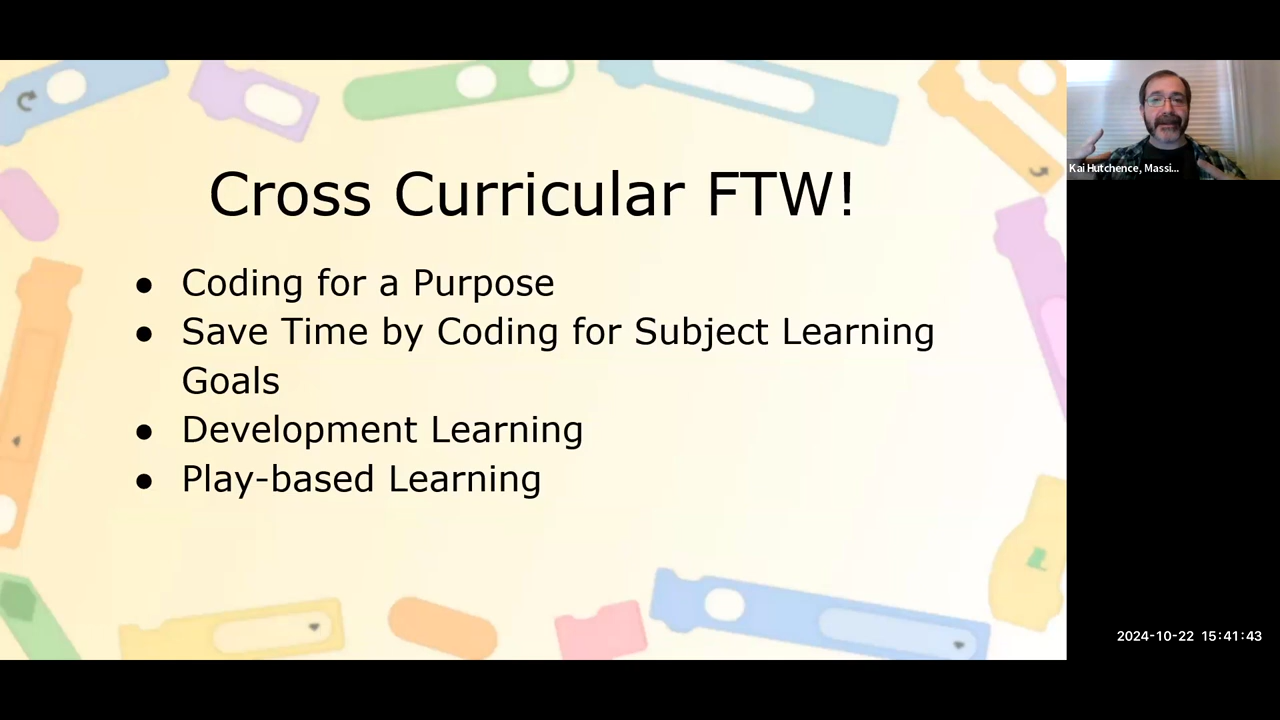 Cross Curricular FTW!
● Coding for a Purpose
● Save Time by Coding for Subject Learning
Goals
● Development Learning
● Play-based Learning
Kai Hutchence, Massi...
2024-10-22 15:41:43